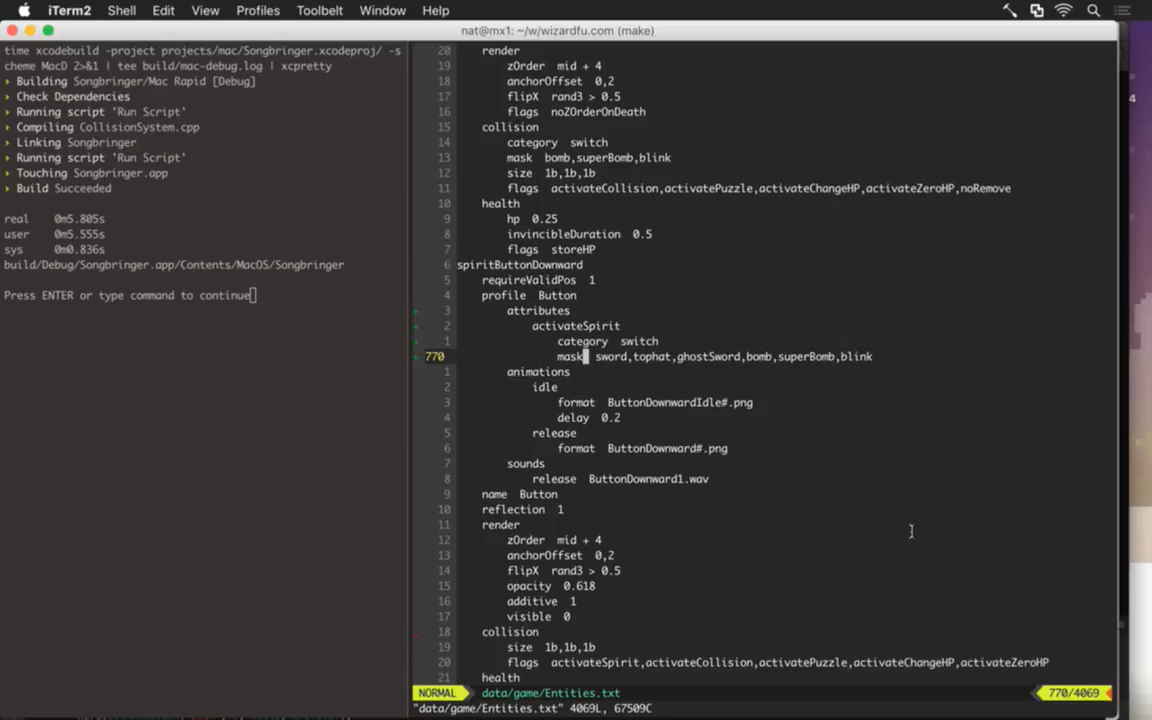 iTerm2 Shell Edit View Profiles Toolbelt Window Help
nat@mx1: ~/w/wizardfu.com (make)
time xcodebuild -project projects/mac/Songbringer.xcodeproj/ -s
cheme MacD 2>&1 | tee build/mac-debug.log | xcpretty
Building Songbringer/Mac Rapid [Debug]
Check Dependencies
Running script 'Run Script'
Compiling CollisionSystem.cpp
Linking Songbringer
Running script 'Run Script'
Touching Songbringer.app
Build Succeeded
real 0m5.805s
user 0m5.555s
sys 0m0.836s
build/Debug/Songbringer.app/Contents/MacOS/Songbringer
Press ENTER or type command to continue
20 render
19 zOrder mid + 4
18 anchorOffset 0,2
17 flipX rand3 > 0.5
16 flags noZOrderOnDeath
15 collision
14 category switch
13 mask bomb,superBomb,blink
12 size 1b,1b,1b
11 flags activateCollision,activatePuzzle,activateChangeHP,activateZeroHP,noRemove
10 health
9 hp 0.25
8 invincibleDuration 0.5
7 flags storeHP
6 spiritButtonDownward
5 requireValidPos 1
4 profile Button
+ 3 attributes
+ 2 activateSpirit
+ 1 category switch
+ 770 mask sword,tophat,ghostSword,bomb,superBomb,blink
1 animations
2 idle
3 format ButtonDownwardIdle#.png
4 delay 0.2
5 release
6 format ButtonDownward#.png
7 sounds
8 release ButtonDownward1.wav
9 name Button
10 reflection 1
11 render
12 zOrder mid + 4
13 anchorOffset 0,2
14 flipX rand3 > 0.5
15 opacity 0.618
16 additive 1
17 visible 0
18 collision
19 size 1b,1b,1b
20 flags activateSpirit,activateCollision,activatePuzzle,activateChangeHP,activateZeroHP
21 health
NORMAL data/game/Entities.txt 770/4069
"data/game/Entities.txt" 4069L, 67509C
4